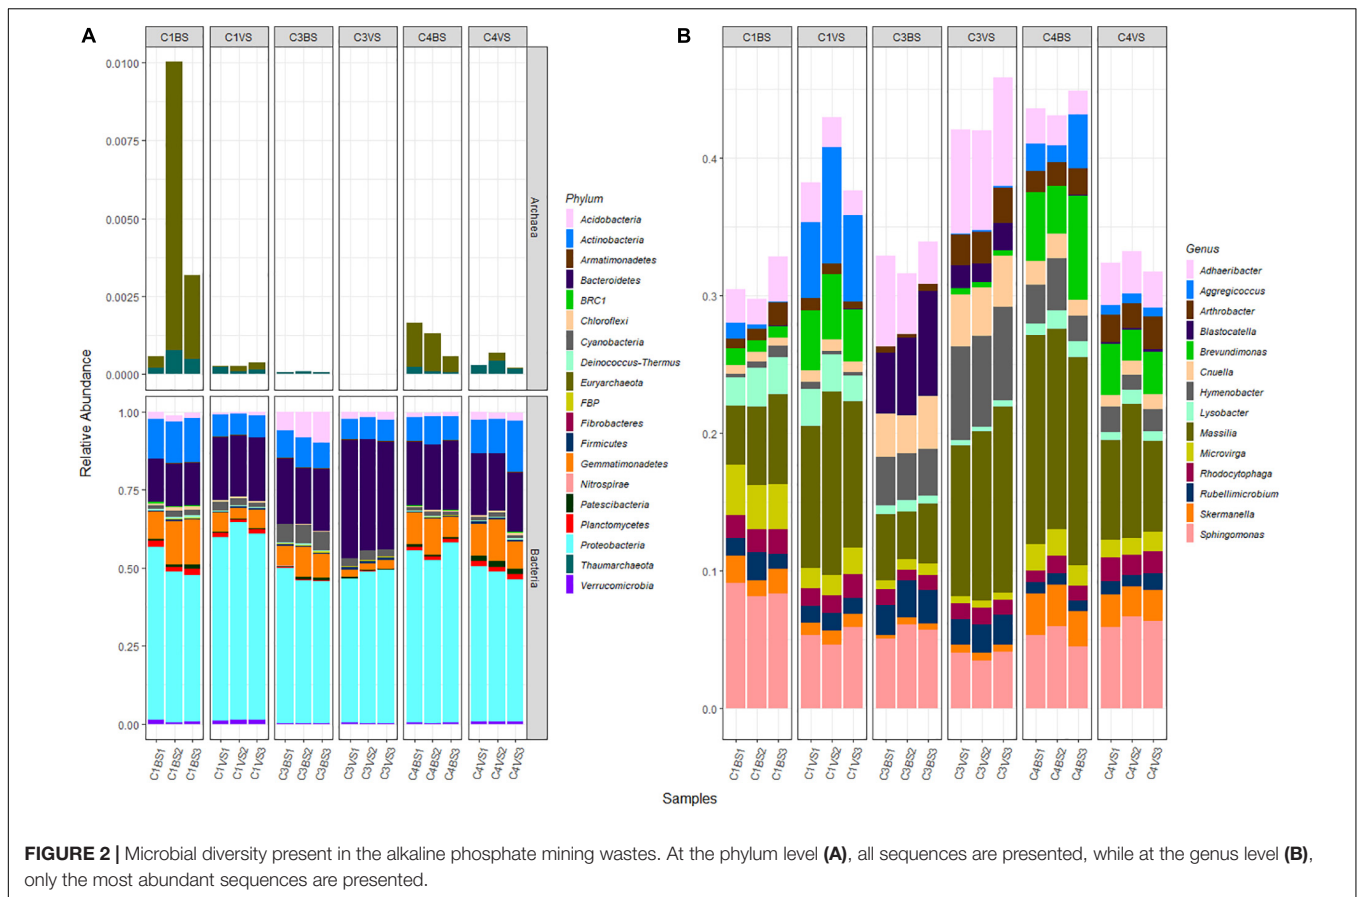 A
C1BS C1VS C3BS C3VS C4BS C4VS
0.0100
0.0075
0.0050
0.0025
0.0000
Archaea
1.00
0.75
0.50
0.25
0.00
Bacteria
Relative Abundance
C1BS1 C1BS2 C1BS3 C1VS1 C1VS2 C1VS3 C3BS1 C3BS2 C3BS3 C3VS1 C3VS2 C3VS3 C4BS1 C4BS2 C4BS3 C4VS1 C4VS2 C4VS3
Phylum
Acidobacteria
Actinobacteria
Armatimonadetes
Bacteroidetes
BRC1
Chloroflexi
Cyanobacteria
Deinococcus-Thermus
Euryarchaeota
FBP
Fibrobacteres
Firmicutes
Gemmatimonadetes
Nitrospirae
Patescibacteria
Planctomycetes
Proteobacteria
Thaumarchaeota
Verrucomicrobia
B
C1BS C1VS C3BS C3VS C4BS C4VS
0.4
0.3
0.2
0.1
0.0
C1BS1 C1BS2 C1BS3 C1VS1 C1VS2 C1VS3 C3BS1 C3BS2 C3BS3 C3VS1 C3VS2 C3VS3 C4BS1 C4BS2 C4BS3 C4VS1 C4VS2 C4VS3
Genus
Adhaeribacter
Aggregicoccus
Arthrobacter
Blastocatella
Brevundimonas
Cnuella
Hymenobacter
Lysobacter
Massilia
Microvirga
Rhodocytophaga
Rubellimicrobium
Skermanella
Sphingomonas
Samples
FIGURE 2 | Microbial diversity present in the alkaline phosphate mining wastes. At the phylum level (A), all sequences are presented, while at the genus level (B),
only the most abundant sequences are presented.